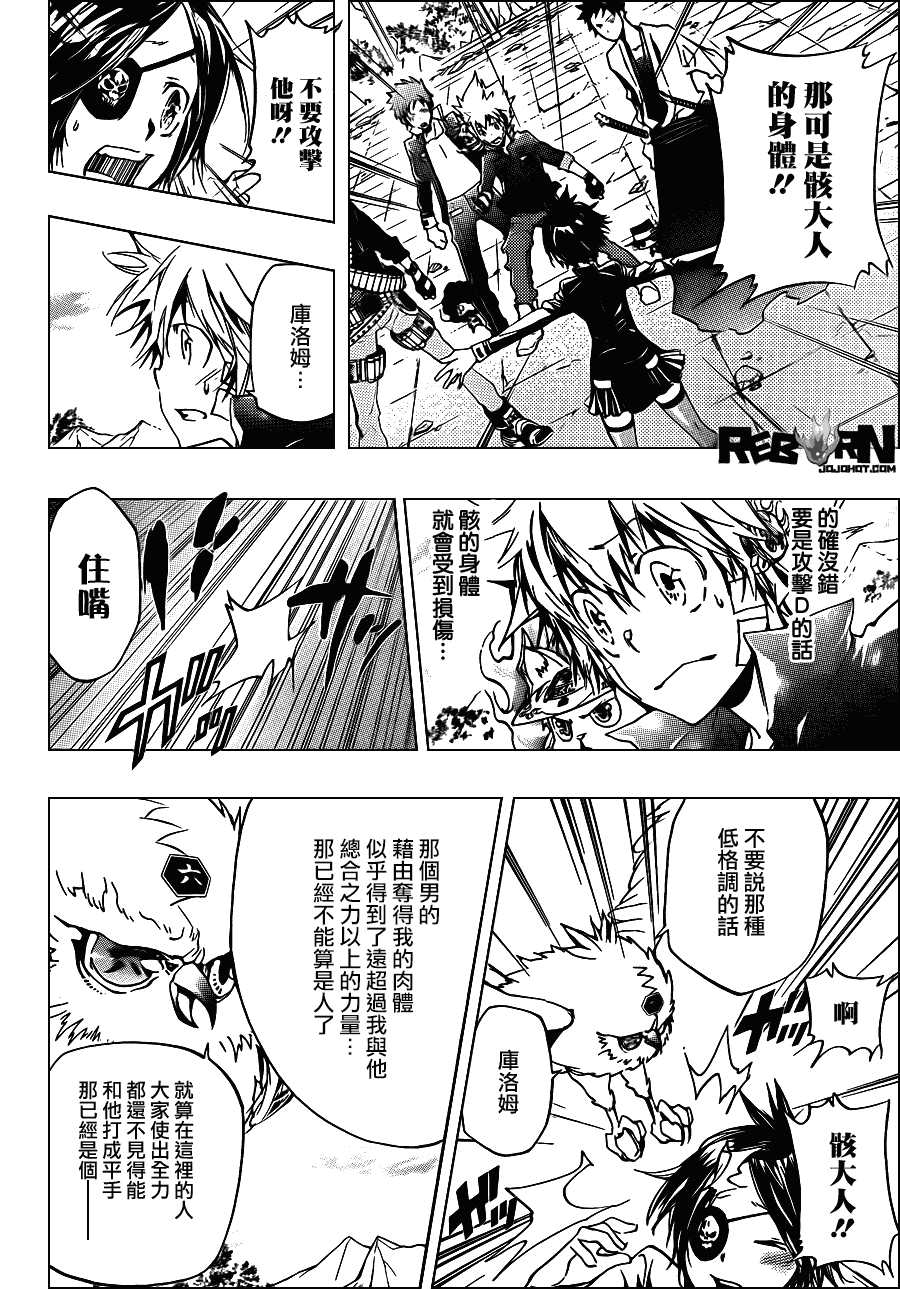 那可是骸大人
的身體!!
不要攻擊
他呀!!
庫洛姆…
REBORN
JOJOHOT.COM
的確沒錯
要是攻擊D的話
骸的身體
就會受到損傷…
住嘴
ガッ
不要説那種
低格調的話
啊
ガガッ
骸大人!!
庫洛姆
那個男的
藉由奪得我的肉體
似乎得到了遠超過我與他
總合之力以上的力量…
那已經不能算是人了
六
就算在這裡的人
大家使出全力
都還不見得能
和他打成平手
那已經是個——